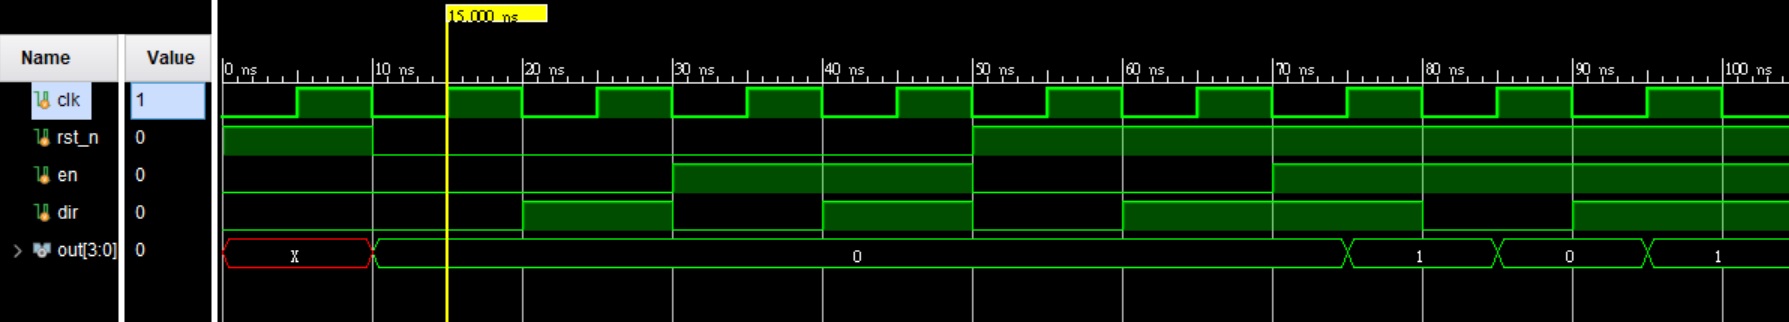 15.000 ns
Name Value
0 ns 10 ns 20 ns 30 ns 40 ns 50 ns 60 ns 70 ns 80 ns 90 ns 100 ns
clk 1
rst_n 0
en 0
dir 0
out[3:0] 0 X 0 1 0 1